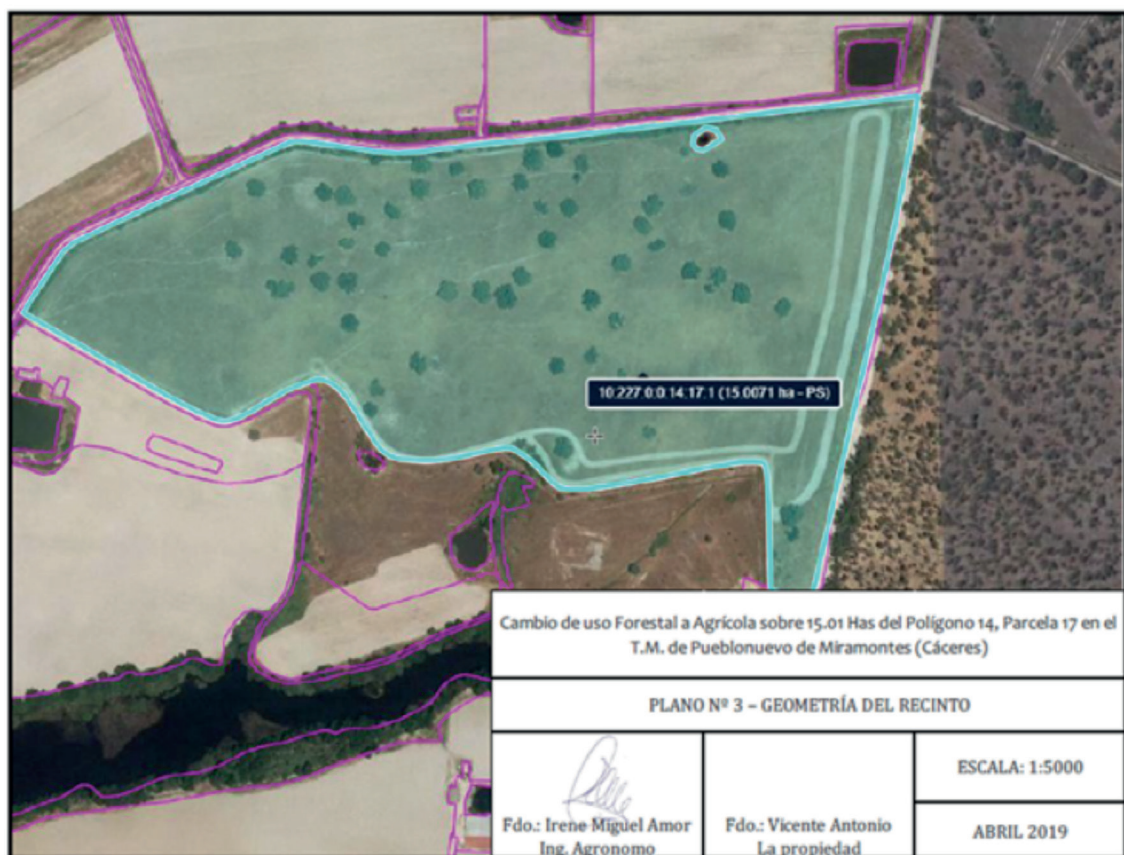 10:227:0:0:14:17:1 (15.0071 ha - PS)
Cambio de uso Forestal a Agrícola sobre 15.01 Has del Polígono 14, Parcela 17 en el
T.M. de Pueblonuevo de Miramontes (Cáceres)
PLANO Nº 3 – GEOMETRÍA DEL RECINTO
Fdo.: Irene Miguel Amor
Ing. Agronomo
Fdo.: Vicente Antonio
La propiedad
ESCALA: 1:5000
ABRIL 2019